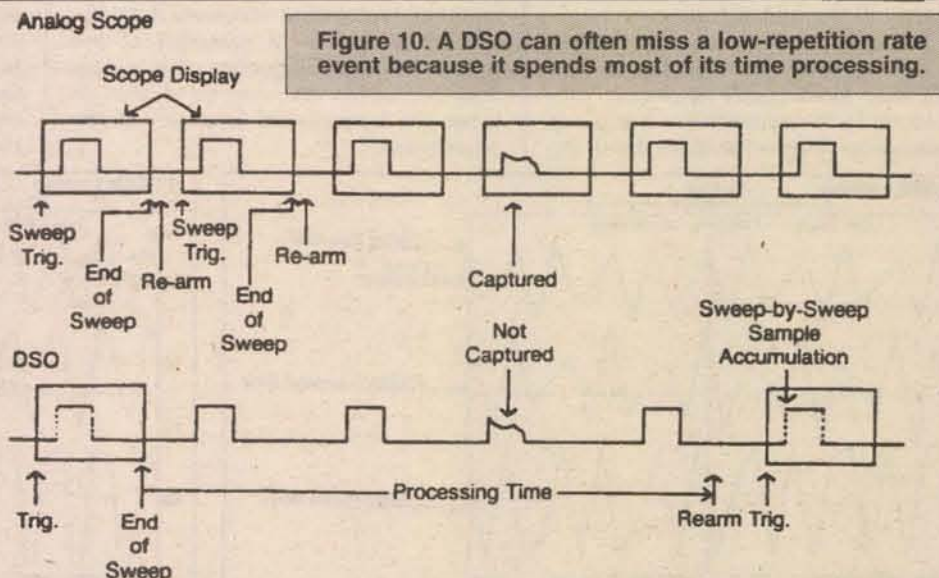 Analog Scope
Figure 10. A DSO can often miss a low-repetition rate
event because it spends most of its time processing.
Scope Display
Sweep
Trig.
End
of
Sweep
Re-arm
Sweep
Trig.
End
of
Sweep
Re-arm
Captured
DSO
Not
Captured
Sweep-by-Sweep
Sample
Accumulation
Trig.
End
of
Sweep
Processing Time
Rearm Trig.